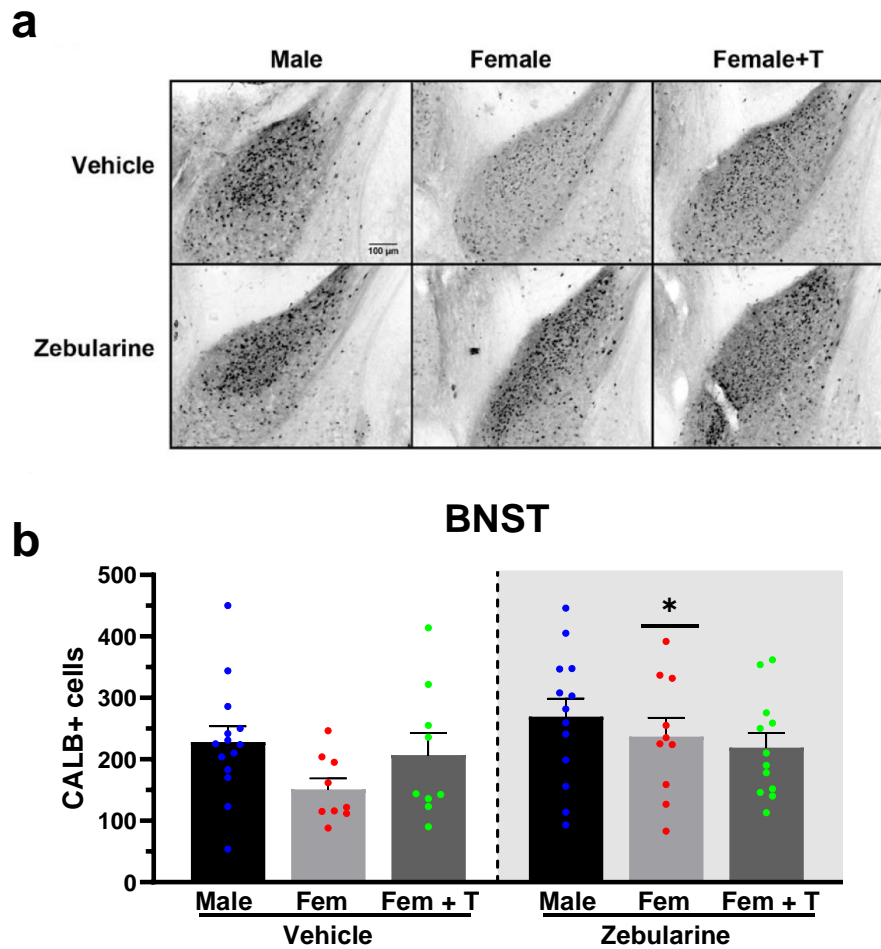 a
Male Female Female+T
Vehicle
100 µm
Zebularine
BNST
b
500
400
300
200
100
0
CALB+ cells
*
Male Fem Fem + T Male Fem Fem + T
Vehicle Zebularine